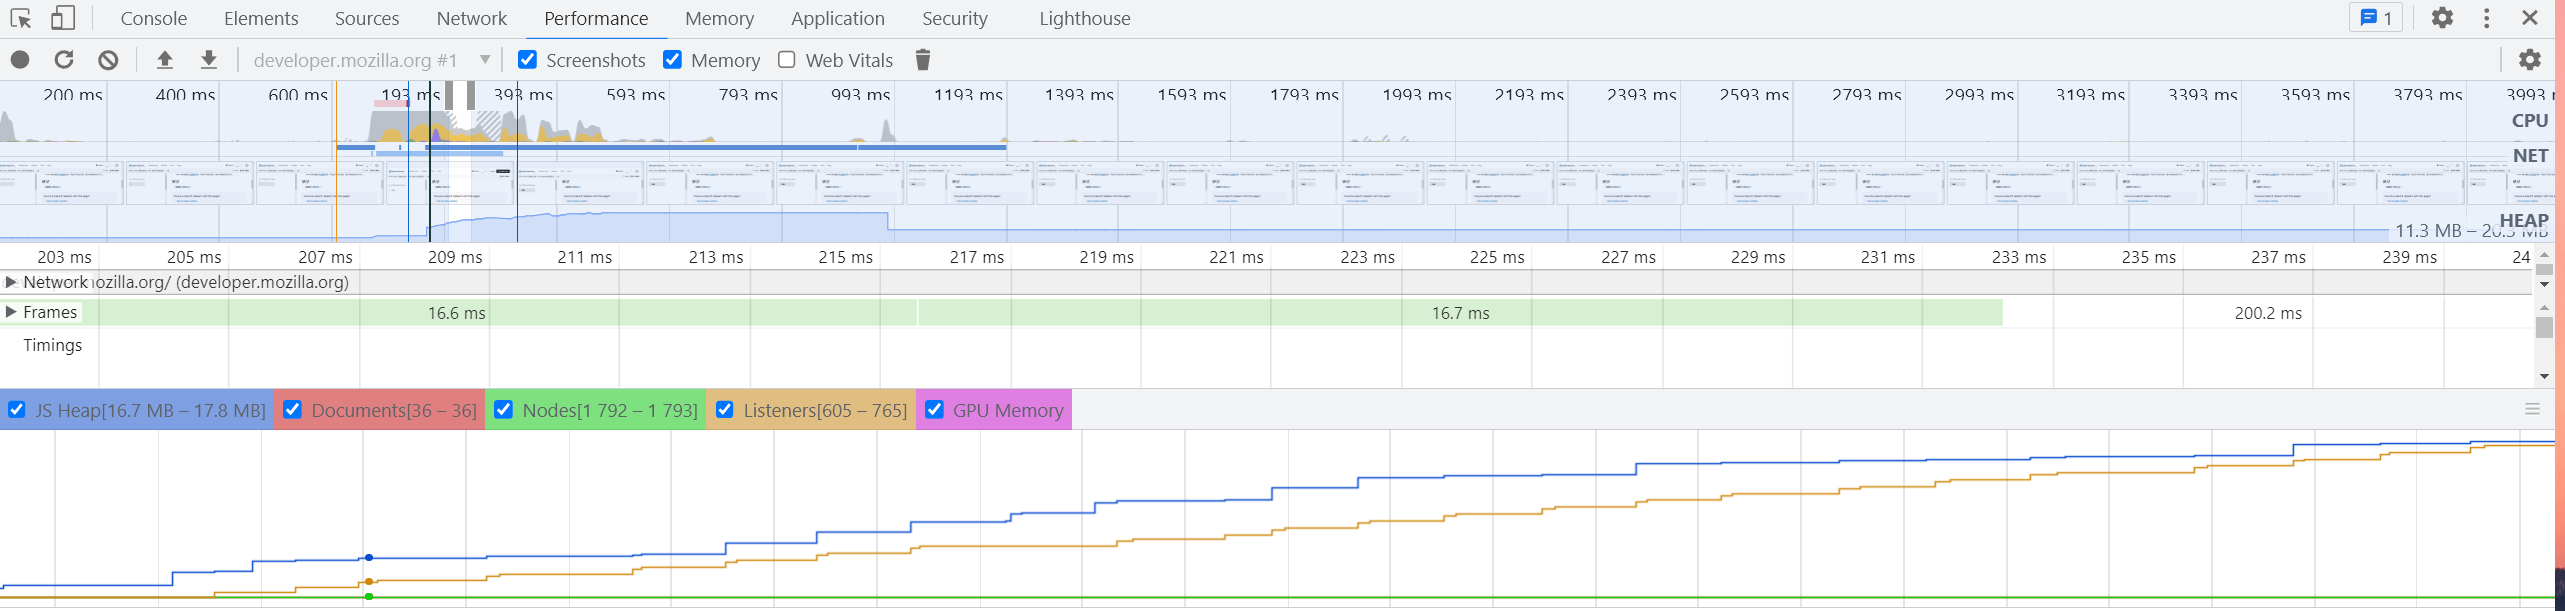 Console Elements Sources Network Performance Memory Application Security Lighthouse 1
developer.mozilla.org #1 Screenshots Memory Web Vitals
200 ms 400 ms 600 ms 193 ms 393 ms 593 ms 793 ms 993 ms 1193 ms 1393 ms 1593 ms 1793 ms 1993 ms 2193 ms 2393 ms 2593 ms 2793 ms 2993 ms 3193 ms 3393 ms 3593 ms 3793 ms 3993 ms
CPU
NET
HEAP
11.3 MB – 20.5 MB
203 ms 205 ms 207 ms 209 ms 211 ms 213 ms 215 ms 217 ms 219 ms 221 ms 223 ms 225 ms 227 ms 229 ms 231 ms 233 ms 235 ms 237 ms 239 ms 24
Network ozilla.org/ (developer.mozilla.org)
Frames 16.6 ms 16.7 ms 200.2 ms
Timings
JS Heap[16.7 MB – 17.8 MB] Documents[36 – 36] Nodes[1 792 – 1 793] Listeners[605 – 765] GPU Memory